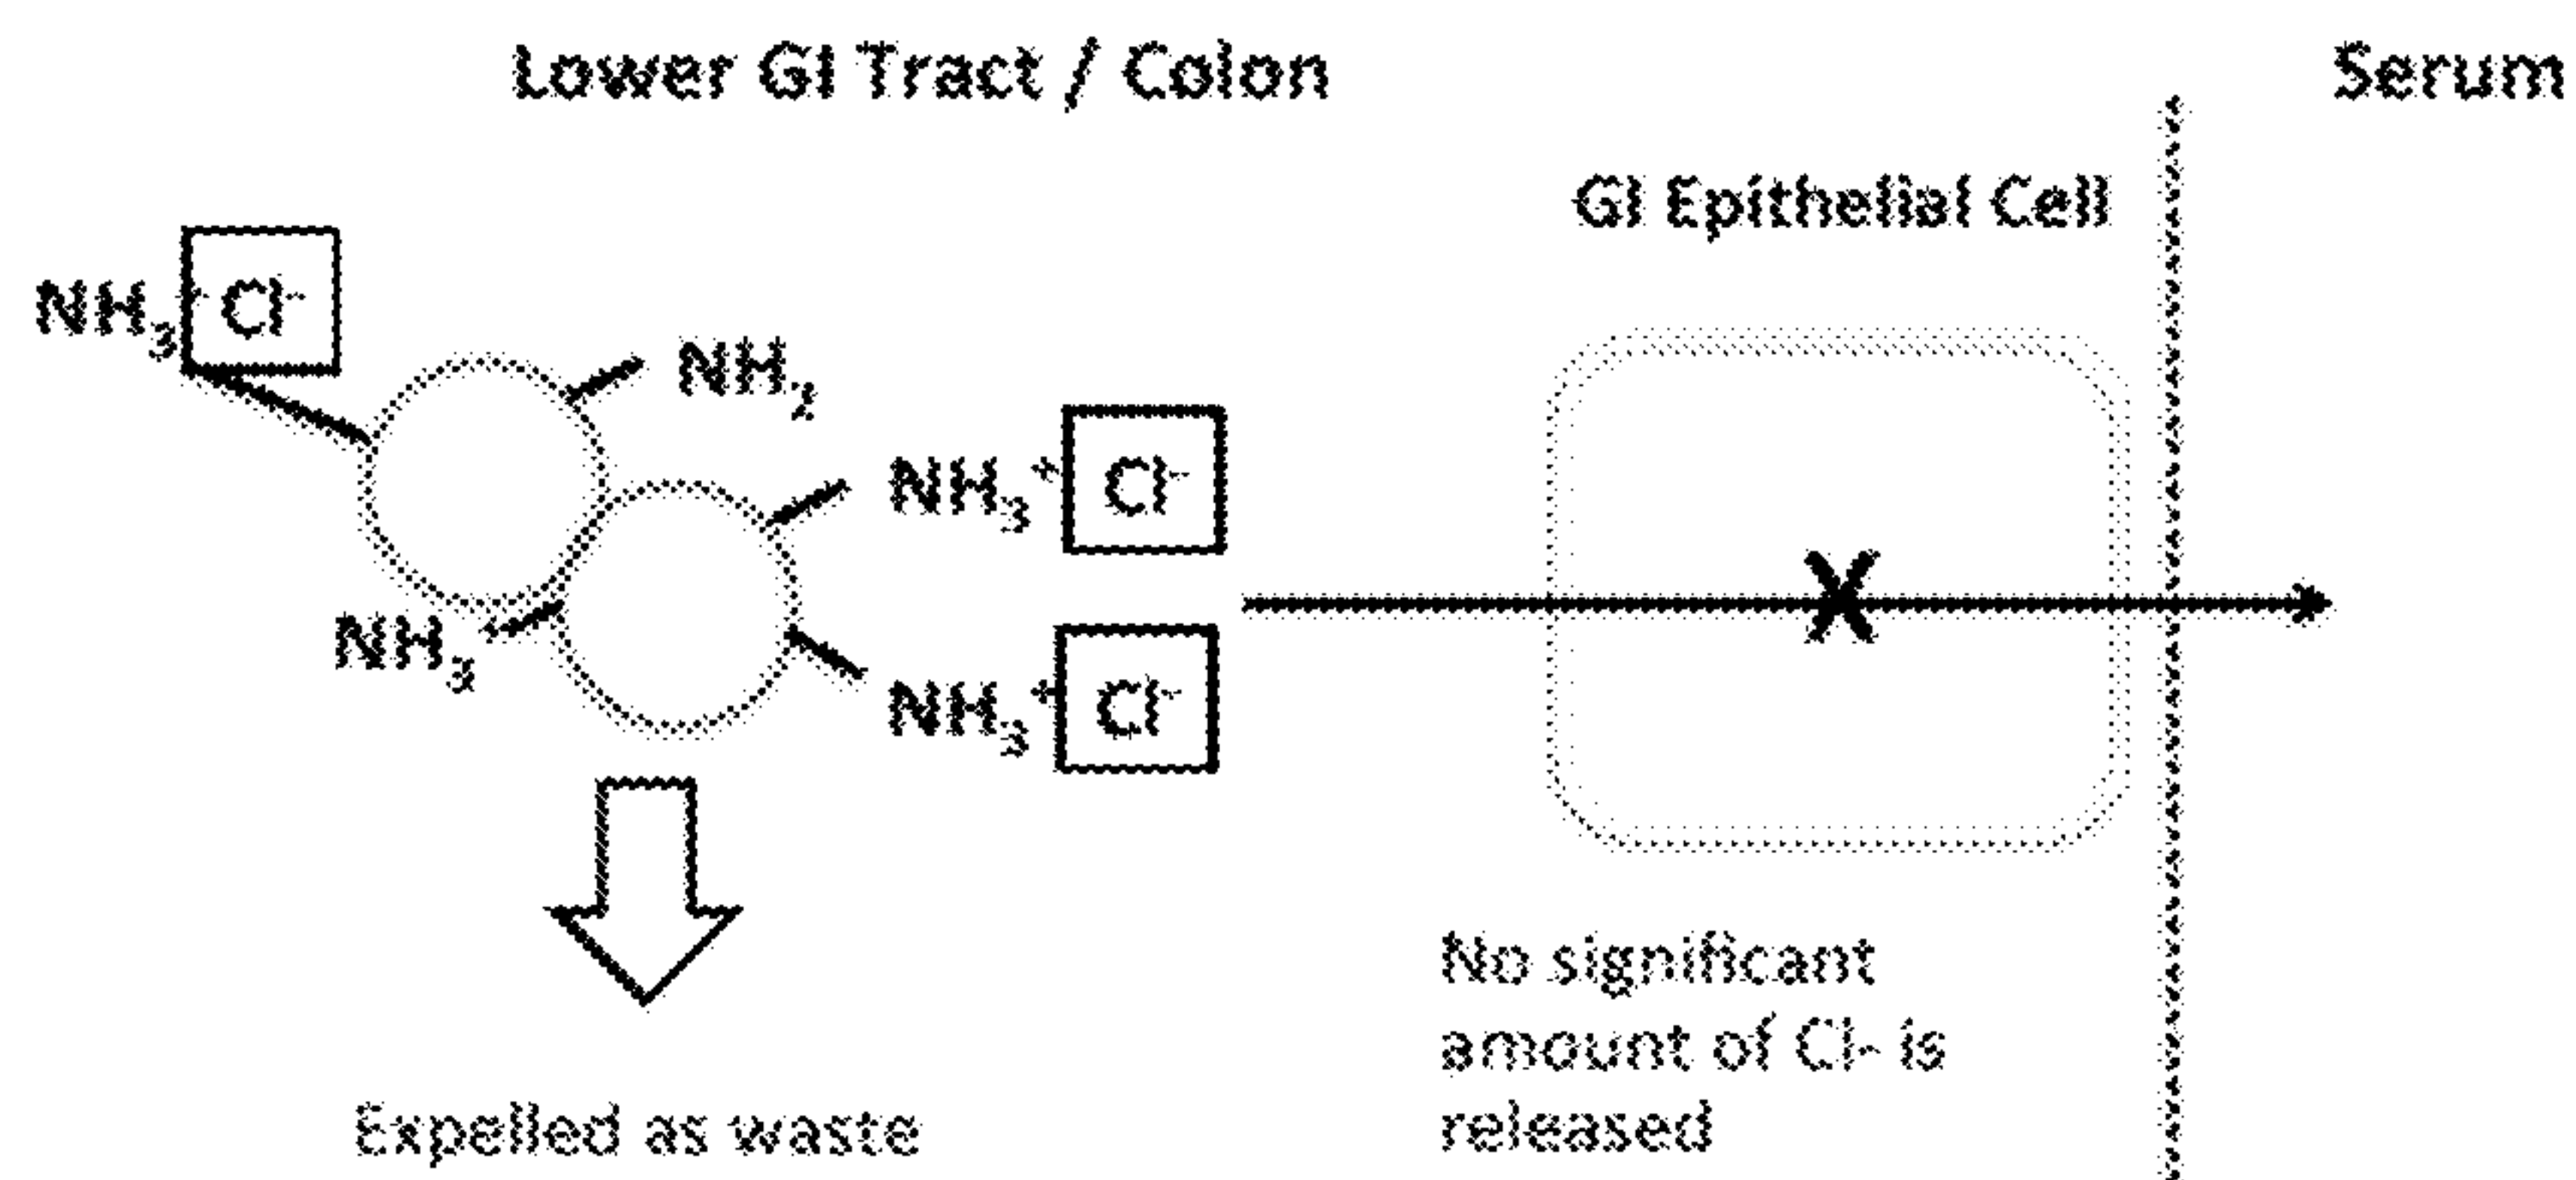 Lower GI Tract / Colon
Serum
GI Epithelial Cell
NH₃⁺ Cl⁻
NH₂
NH₃⁺ Cl⁻
NH₃
NH₃⁺ Cl⁻
X
No significant
amount of Cl- is
released
Expelled as waste